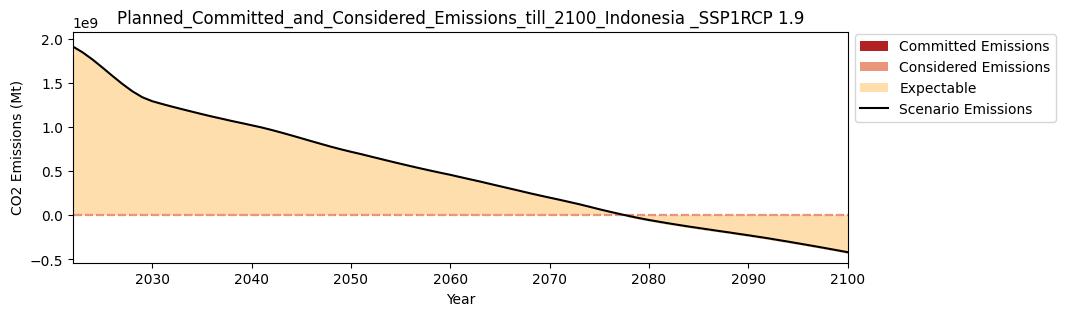 Planned_Committed_and_Considered_Emissions_till_2100_Indonesia _SSP1RCP 1.9
1e9
2.0
1.5
1.0
0.5
0.0
−0.5
CO2 Emissions (Mt)
2030 2040 2050 2060 2070 2080 2090 2100
Year
Committed Emissions
Considered Emissions
Expectable
Scenario Emissions